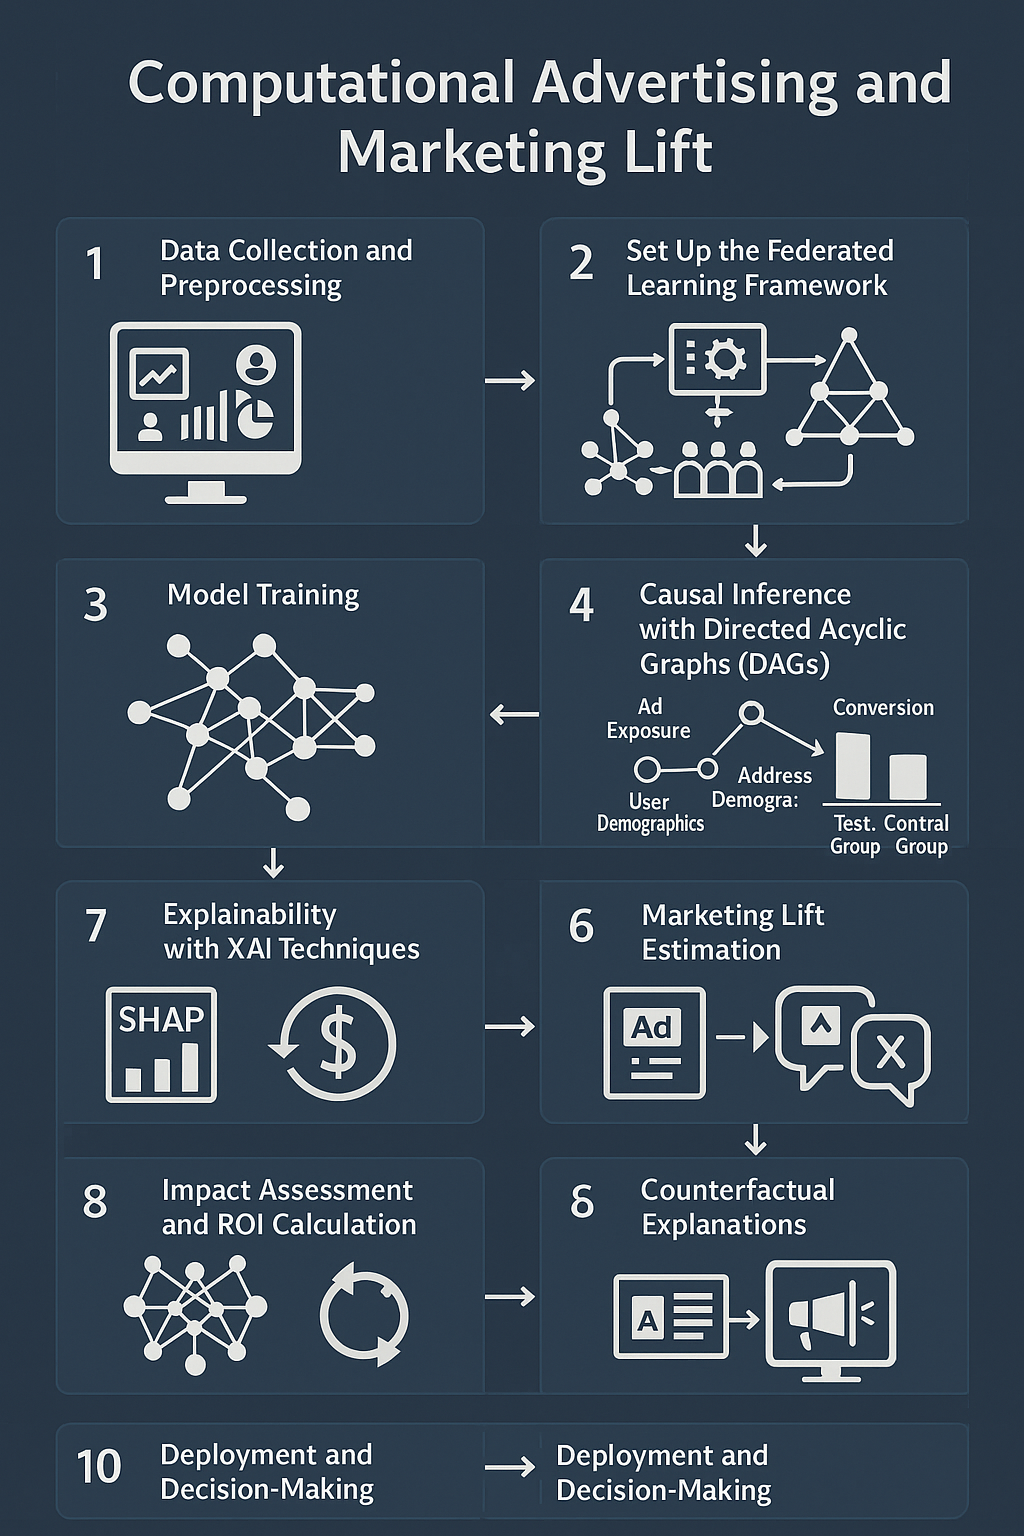 Computational Advertising and
Marketing Lift
1
Data Collection and
Preprocessing
2
Set Up the Federated
Learning Framework
3
Model Training
4
Causal Inference
with Directed Acyclic
Graphs (DAGs)
Ad
Exposure
Conversion
User
Demographics
Address
Demogra:
Test. Contral
Group Group
7
Explainability
with XAI Techniques
SHAP
$
6
Marketing Lift
Estimation
Ad
X
8
Impact Assessment
and ROI Calculation
6
Counterfactual
Explanations
A
10
Deployment and
Decision-Making
Deployment and
Decision-Making